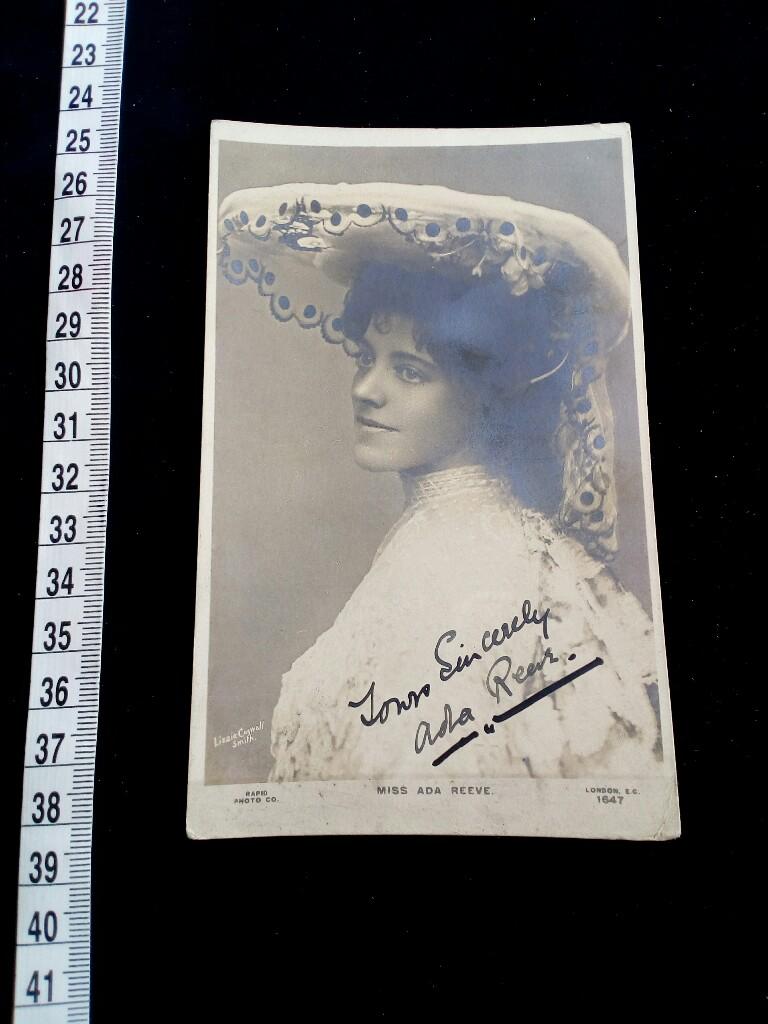 22
23
24
25
26
27
28
29
30
31
32
33
34
35
36
37
38
39
40
41
Yours Sincerely
Ada Reeve.
Lizzie Caswall
Smith.
RAPID
PHOTO CO.
MISS ADA REEVE.
LONDON, E.C.
1647